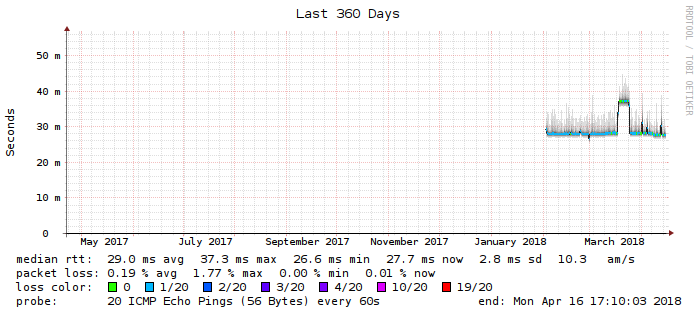 Last 360 Days
RRDTOOL / TOBI OETIKER
Seconds
50 m
40 m
30 m
20 m
10 m
0
May 2017 July 2017 September 2017 November 2017 January 2018 March 2018
median rtt: 29.0 ms avg 37.3 ms max 26.6 ms min 27.7 ms now 2.8 ms sd 10.3 am/s
packet loss: 0.19 % avg 1.77 % max 0.00 % min 0.01 % now
loss color: 0 1/20 2/20 3/20 4/20 10/20 19/20
probe: 20 ICMP Echo Pings (56 Bytes) every 60s end: Mon Apr 16 17:10:03 2018